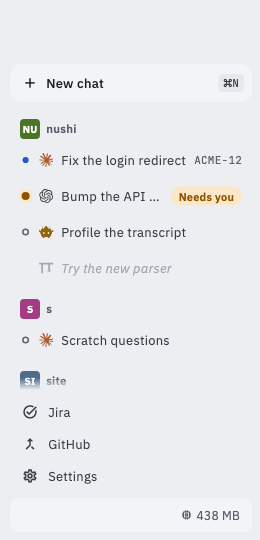 New chat ⌘N
NU nushi
Fix the login redirect ACME-12
Bump the API ... Needs you
Profile the transcript
Try the new parser
S s
Scratch questions
SI site
Jira
GitHub
Settings
438 MB